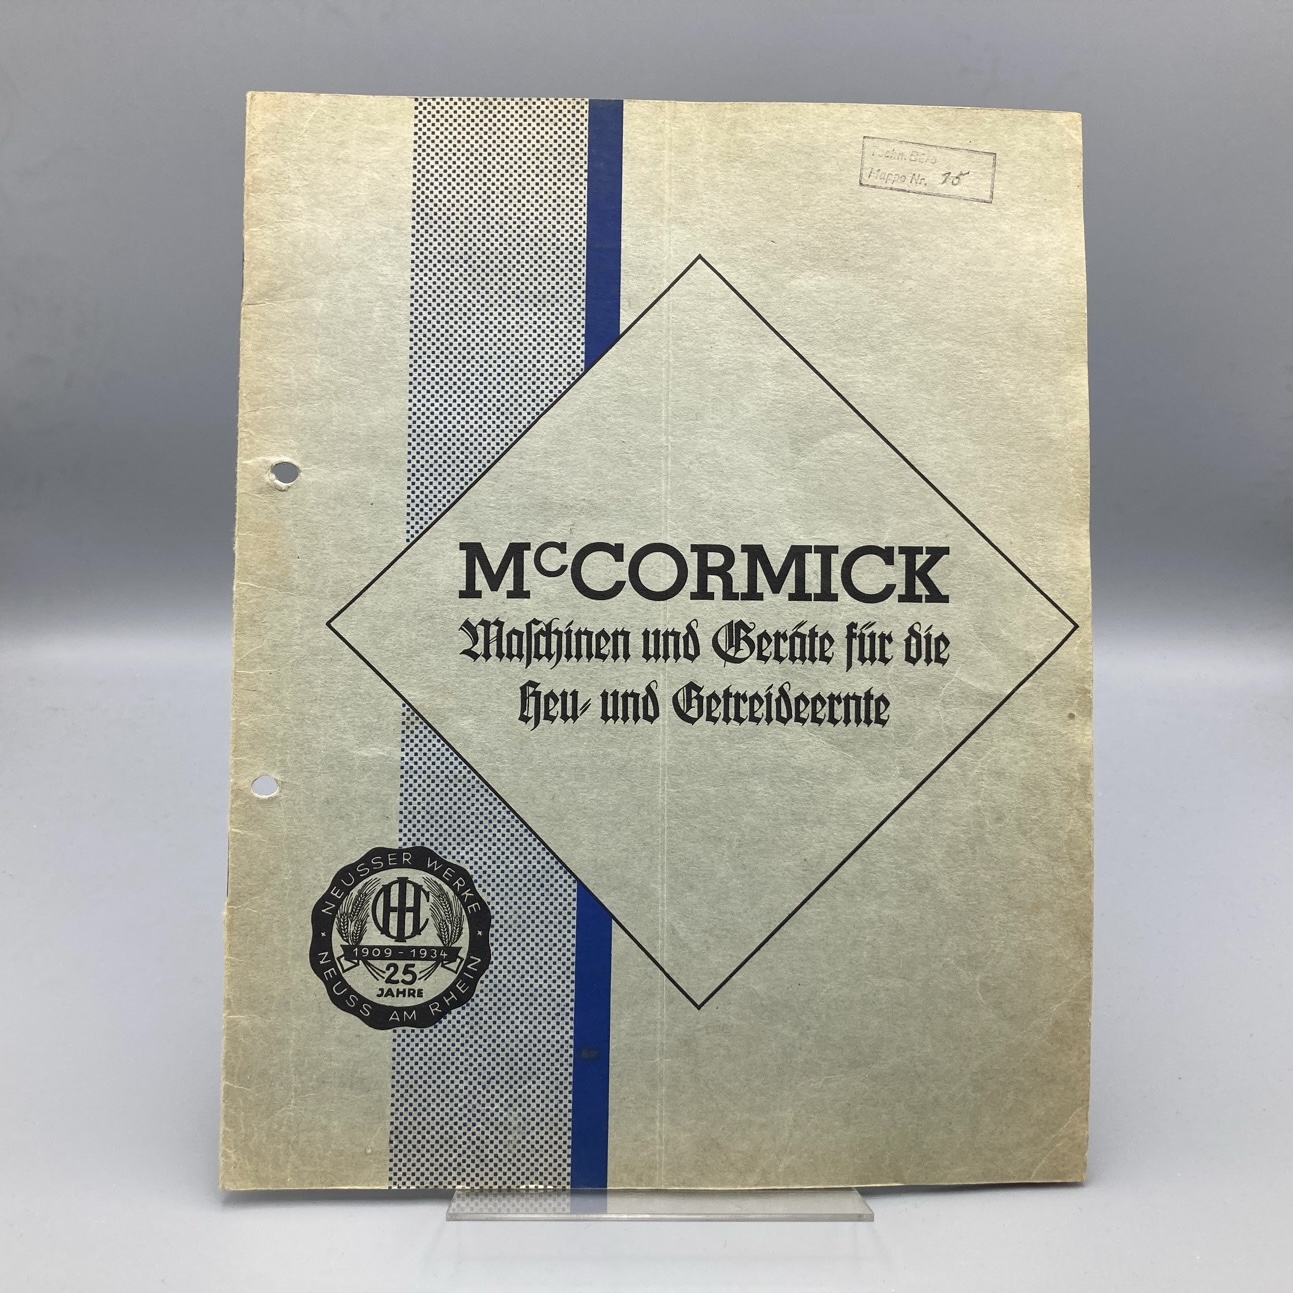 Mappe Nr. 15
MCCORMICK
Maschinen und Geräte für die
Heu- und Getreideernte
NEUSSER WERKE
IHC
1909-1934
25
JAHRE
NEUSS AM RHEIN